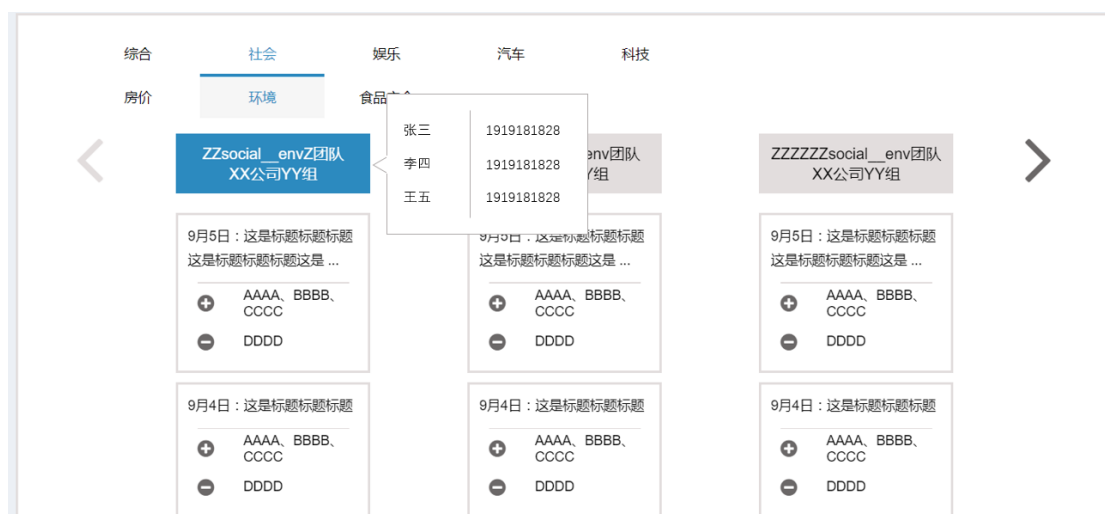 综合 社会 娱乐 汽车 科技
房价 环境 食品
ZZsocial__envZ团队
XX公司YY组
张三 1919181828
李四 1919181828
王五 1919181828
env团队
Y组
ZZZZZZsocial__env团队
XX公司YY组
9月5日：这是标题标题标题
这是标题标题标题这是 ...
AAAA、BBBB、
CCCC
DDDD
9月5日：这是标题标题标题
这是标题标题标题这是 ...
AAAA、BBBB、
CCCC
DDDD
9月5日：这是标题标题标题
这是标题标题标题这是 ...
AAAA、BBBB、
CCCC
DDDD
9月4日：这是标题标题标题
AAAA、BBBB、
CCCC
DDDD
9月4日：这是标题标题标题
AAAA、BBBB、
CCCC
DDDD
9月4日：这是标题标题标题
AAAA、BBBB、
CCCC
DDDD